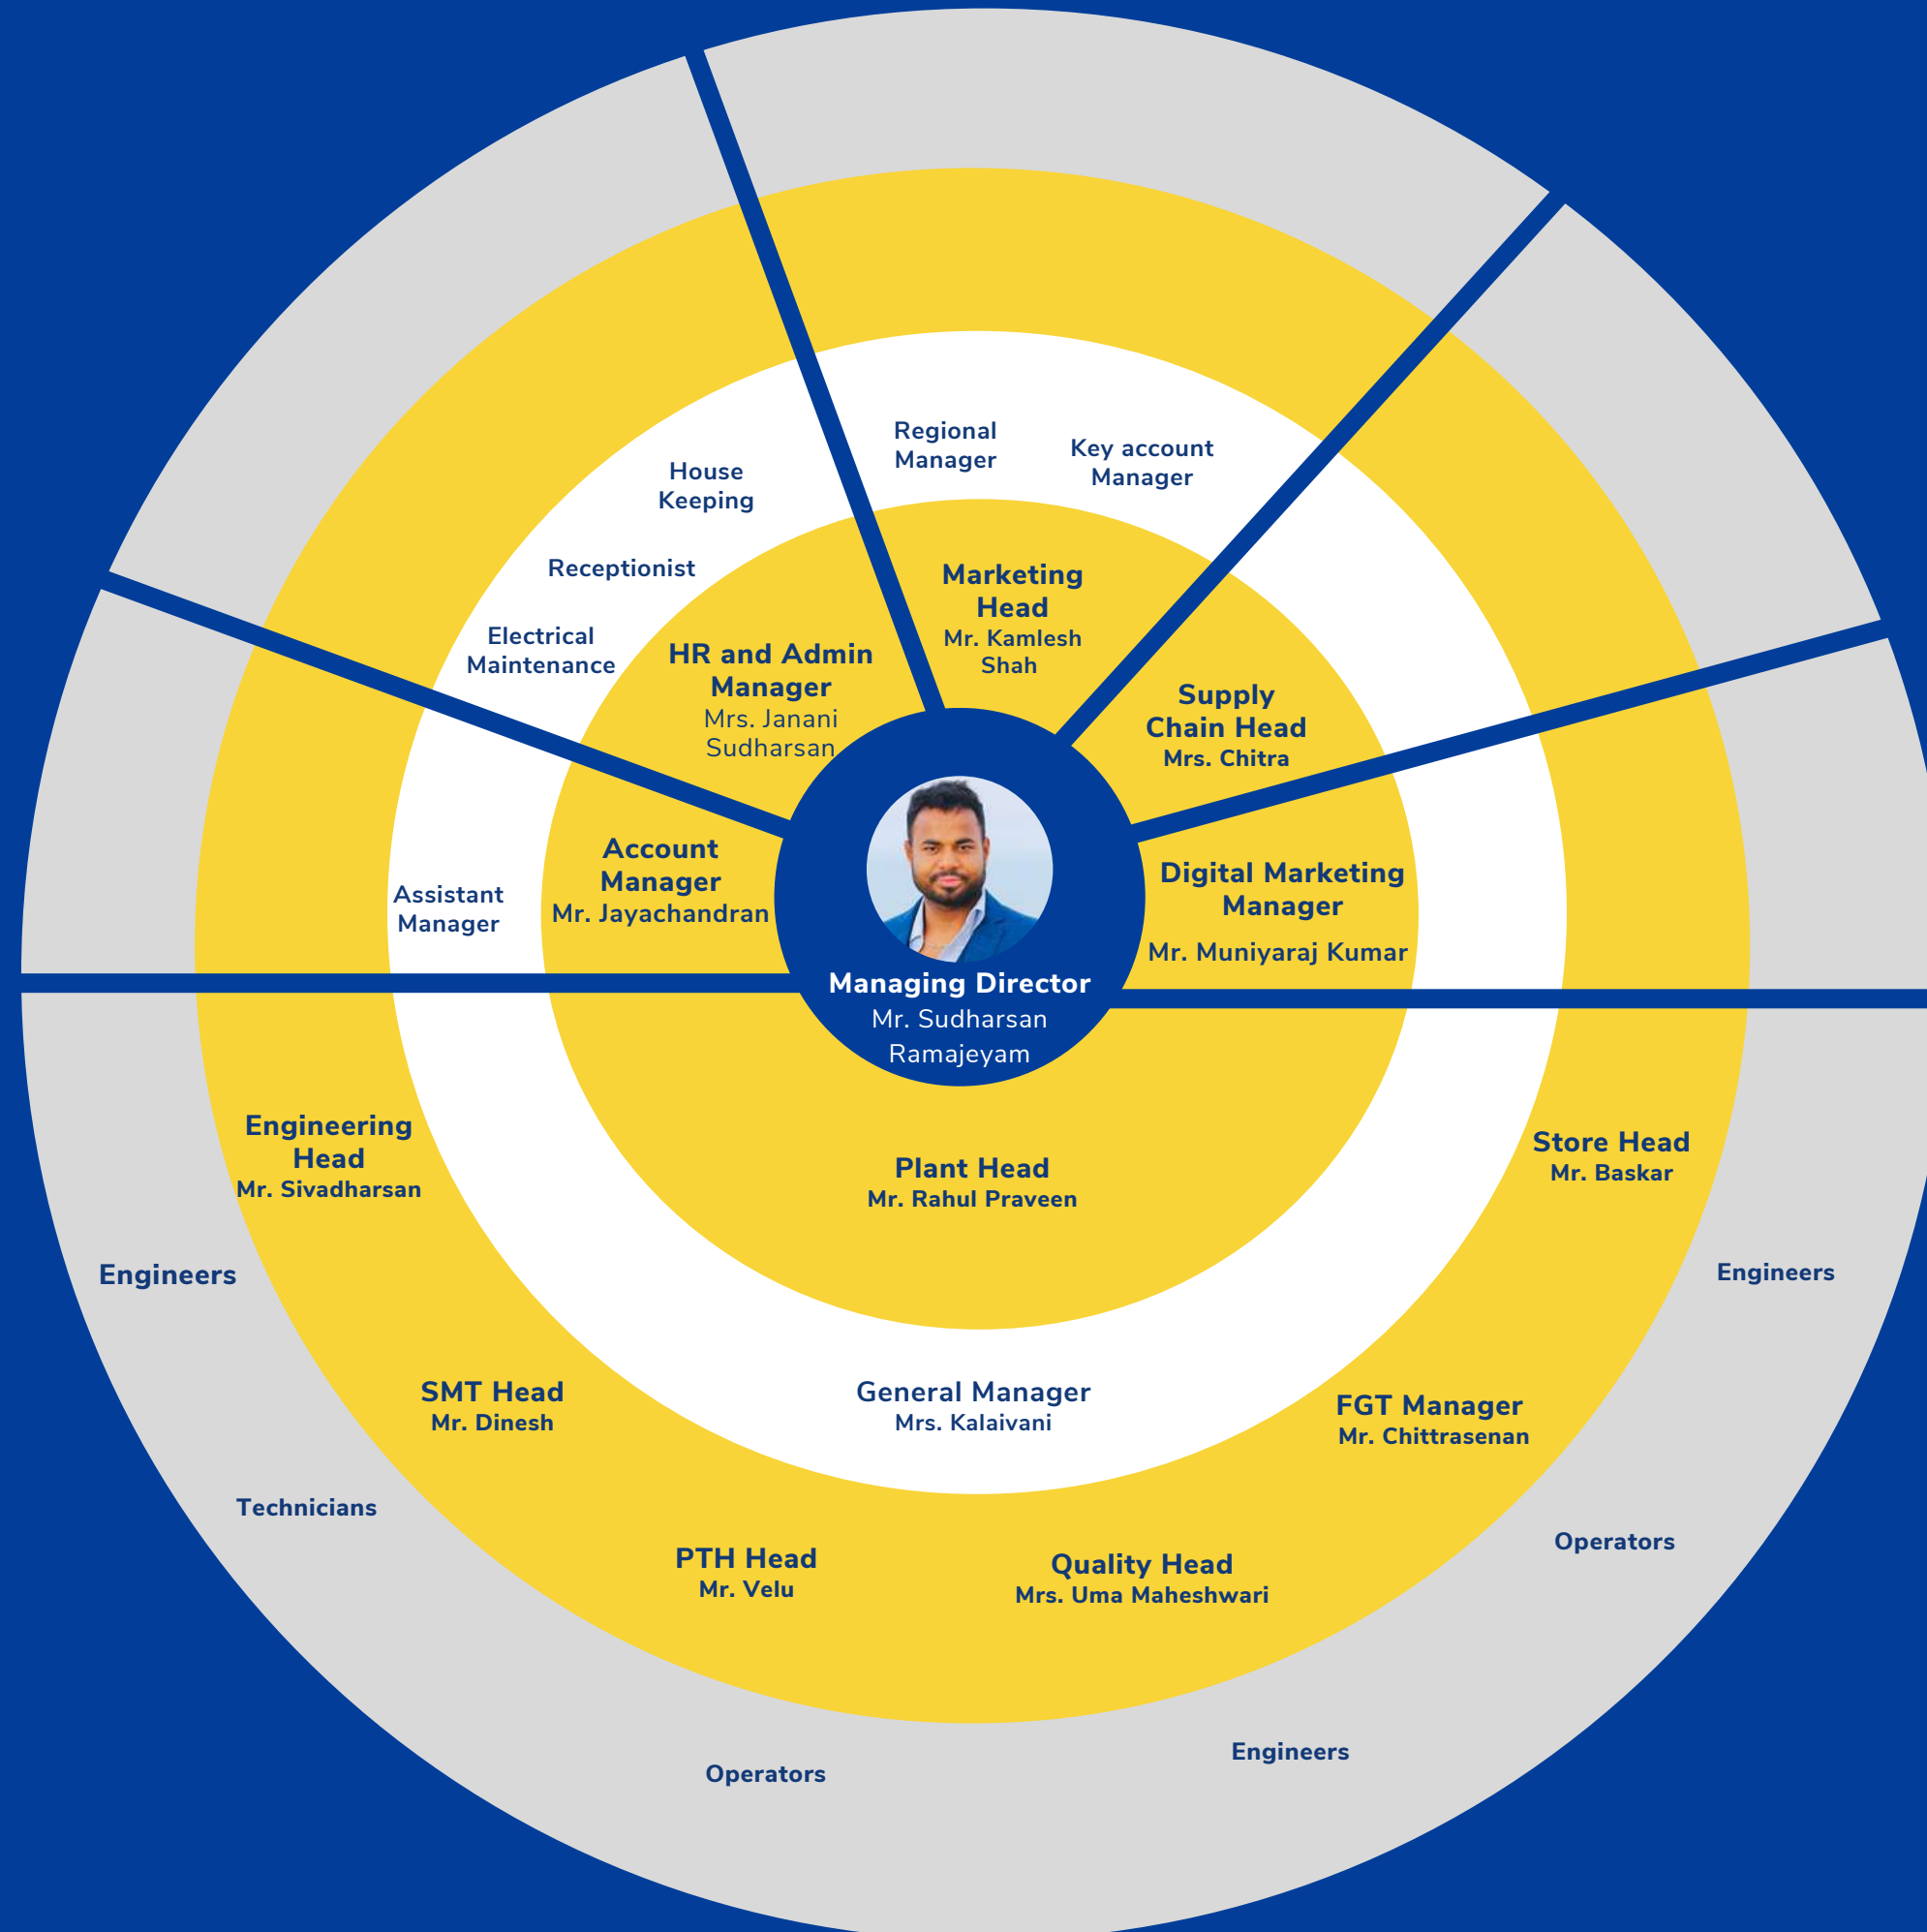 Regional
Manager
Key account
Manager
House
Keeping
Receptionist
Electrical
Maintenance
Marketing
Head
Mr. Kamlesh
Shah
HR and Admin
Manager
Mrs. Janani
Sudharsan
Supply
Chain Head
Mrs. Chitra
Account
Manager
Mr. Jayachandran
Assistant
Manager
Digital Marketing
Manager
Mr. Muniyaraj Kumar
Managing Director
Mr. Sudharsan
Ramajeyam
Engineering
Head
Mr. Sivadharsan
Plant Head
Mr. Rahul Praveen
Store Head
Mr. Baskar
Engineers
Engineers
SMT Head
Mr. Dinesh
General Manager
Mrs. Kalaivani
FGT Manager
Mr. Chittrasenan
Technicians
Operators
PTH Head
Mr. Velu
Quality Head
Mrs. Uma Maheshwari
Engineers
Operators